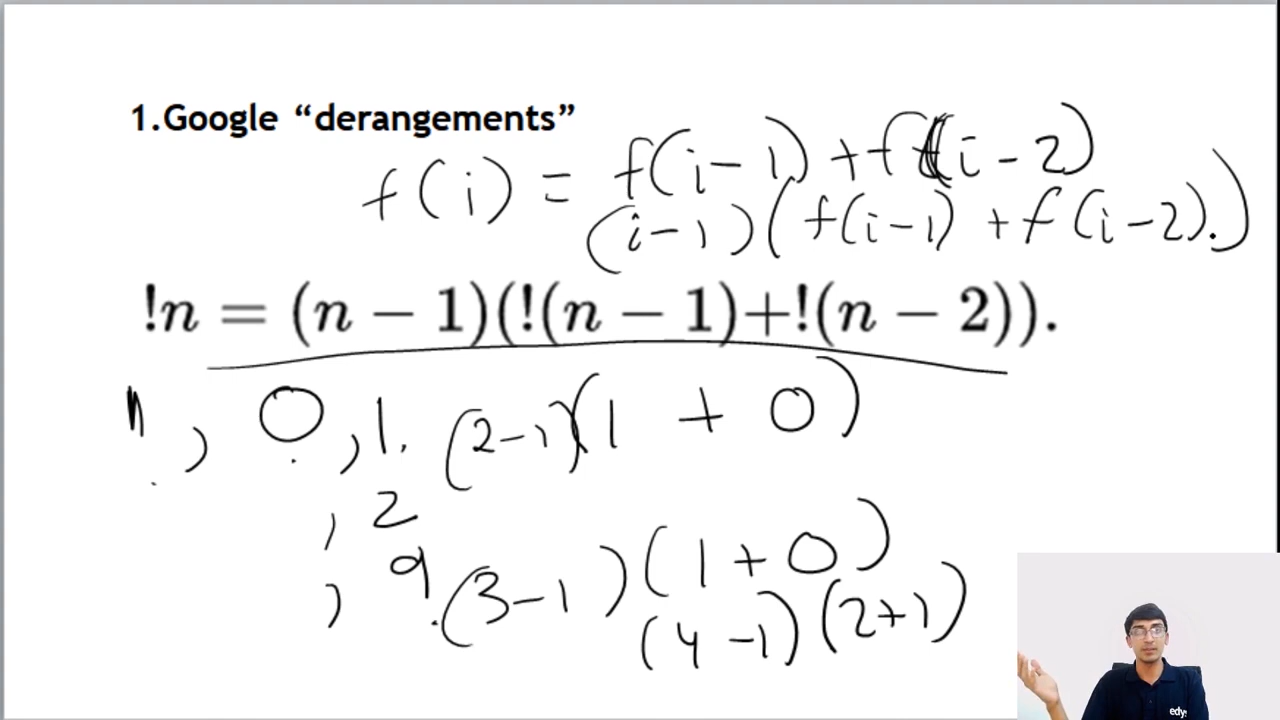 1.Google “derangements”
f(i) = f(i-1) + f(i-2)
(i-1)(f(i-1) + f(i-2).)
!n = (n − 1)(!(n − 1)+!(n − 2)).
, 0 , 1. (2-1)(1 + 0)
, 2
, 9 .(3-1)(1+0)
(4-1)(2+1)
edy